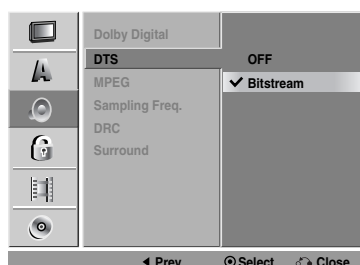 Dolby Digital
DTS
OFF
MPEG
Bitstream
Sampling Freq.
DRC
Surround
Prev. Select Close